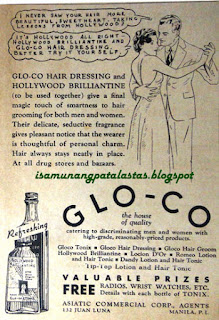 I NEVER SAW YOUR HAIR MORE
BEAUTIFUL, SWEETHEART. TAKING
LESSONS FROM HOLLYWOOD?
IT'S HOLLYWOOD ALL RIGHT.
HOLLYWOOD BRILLIANTINE AND
GLO-CO HAIR DRESSING,
BETTER TRY IT YOURSELF.
GLO-CO HAIR DRESSING and
HOLLYWOOD BRILLIANTINE
(to be used together) give a final
magic touch of smartness to hair
grooming for both men and women.
Their delicate, seductive fragrance
gives pleasant notice that the wearer
is thoughtful of personal charm.
Hair always stays neatly in place.
At all drug stores and bazaars.
isamunangpatalastas.blogspot
Refreshing
GLO-CO
the house
of quality
catering to discriminating men and women with
high-grade, reasonably-priced products.
Gloco Tonix • Gloco Hair Dressing • Gloco Hair Groom
Hollywood Brilliantine • Locion D'Or • Romeo Lotion
and Hair Tonic • Dandy Lotion and Hair Tonic
Tip-Top Lotion and Hair Tonic
VALUABLE PRIZES
FREE RADIOS, WRIST WATCHES, ETC.
Details with each bottle of TONIX.
ASIATIC COMMERCIAL CORP., AGENTS
132 JUAN LUNA MANILA, P.I.